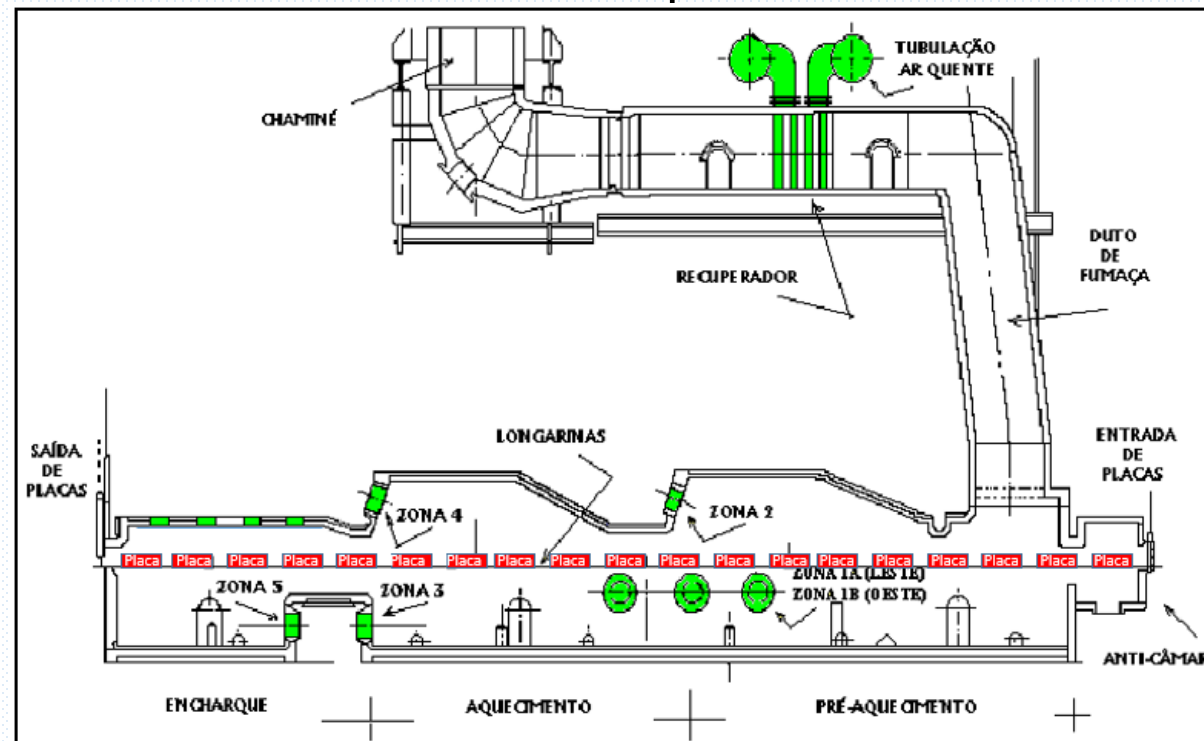 TUBULAÇÃO
AR QUENTE
CHAMINÉ
DUTO
DE
FUMAÇA
RECUPERADOR
LONGARINAS
SAÍDA
DE
PLACAS
ENTRADA
DE
PLACAS
ZONA 4
ZONA 2
Placa Placa Placa Placa Placa Placa Placa Placa Placa Placa Placa Placa Placa Placa Placa Placa Placa Placa Placa
ZONA 1A (LESTE)
ZONA 1B (OESTE)
ZONA 5
ZONA 3
ANTI-CÂMAR
ENCHARQUE
AQUECIMENTO
PRÉ-AQUECIMENTO